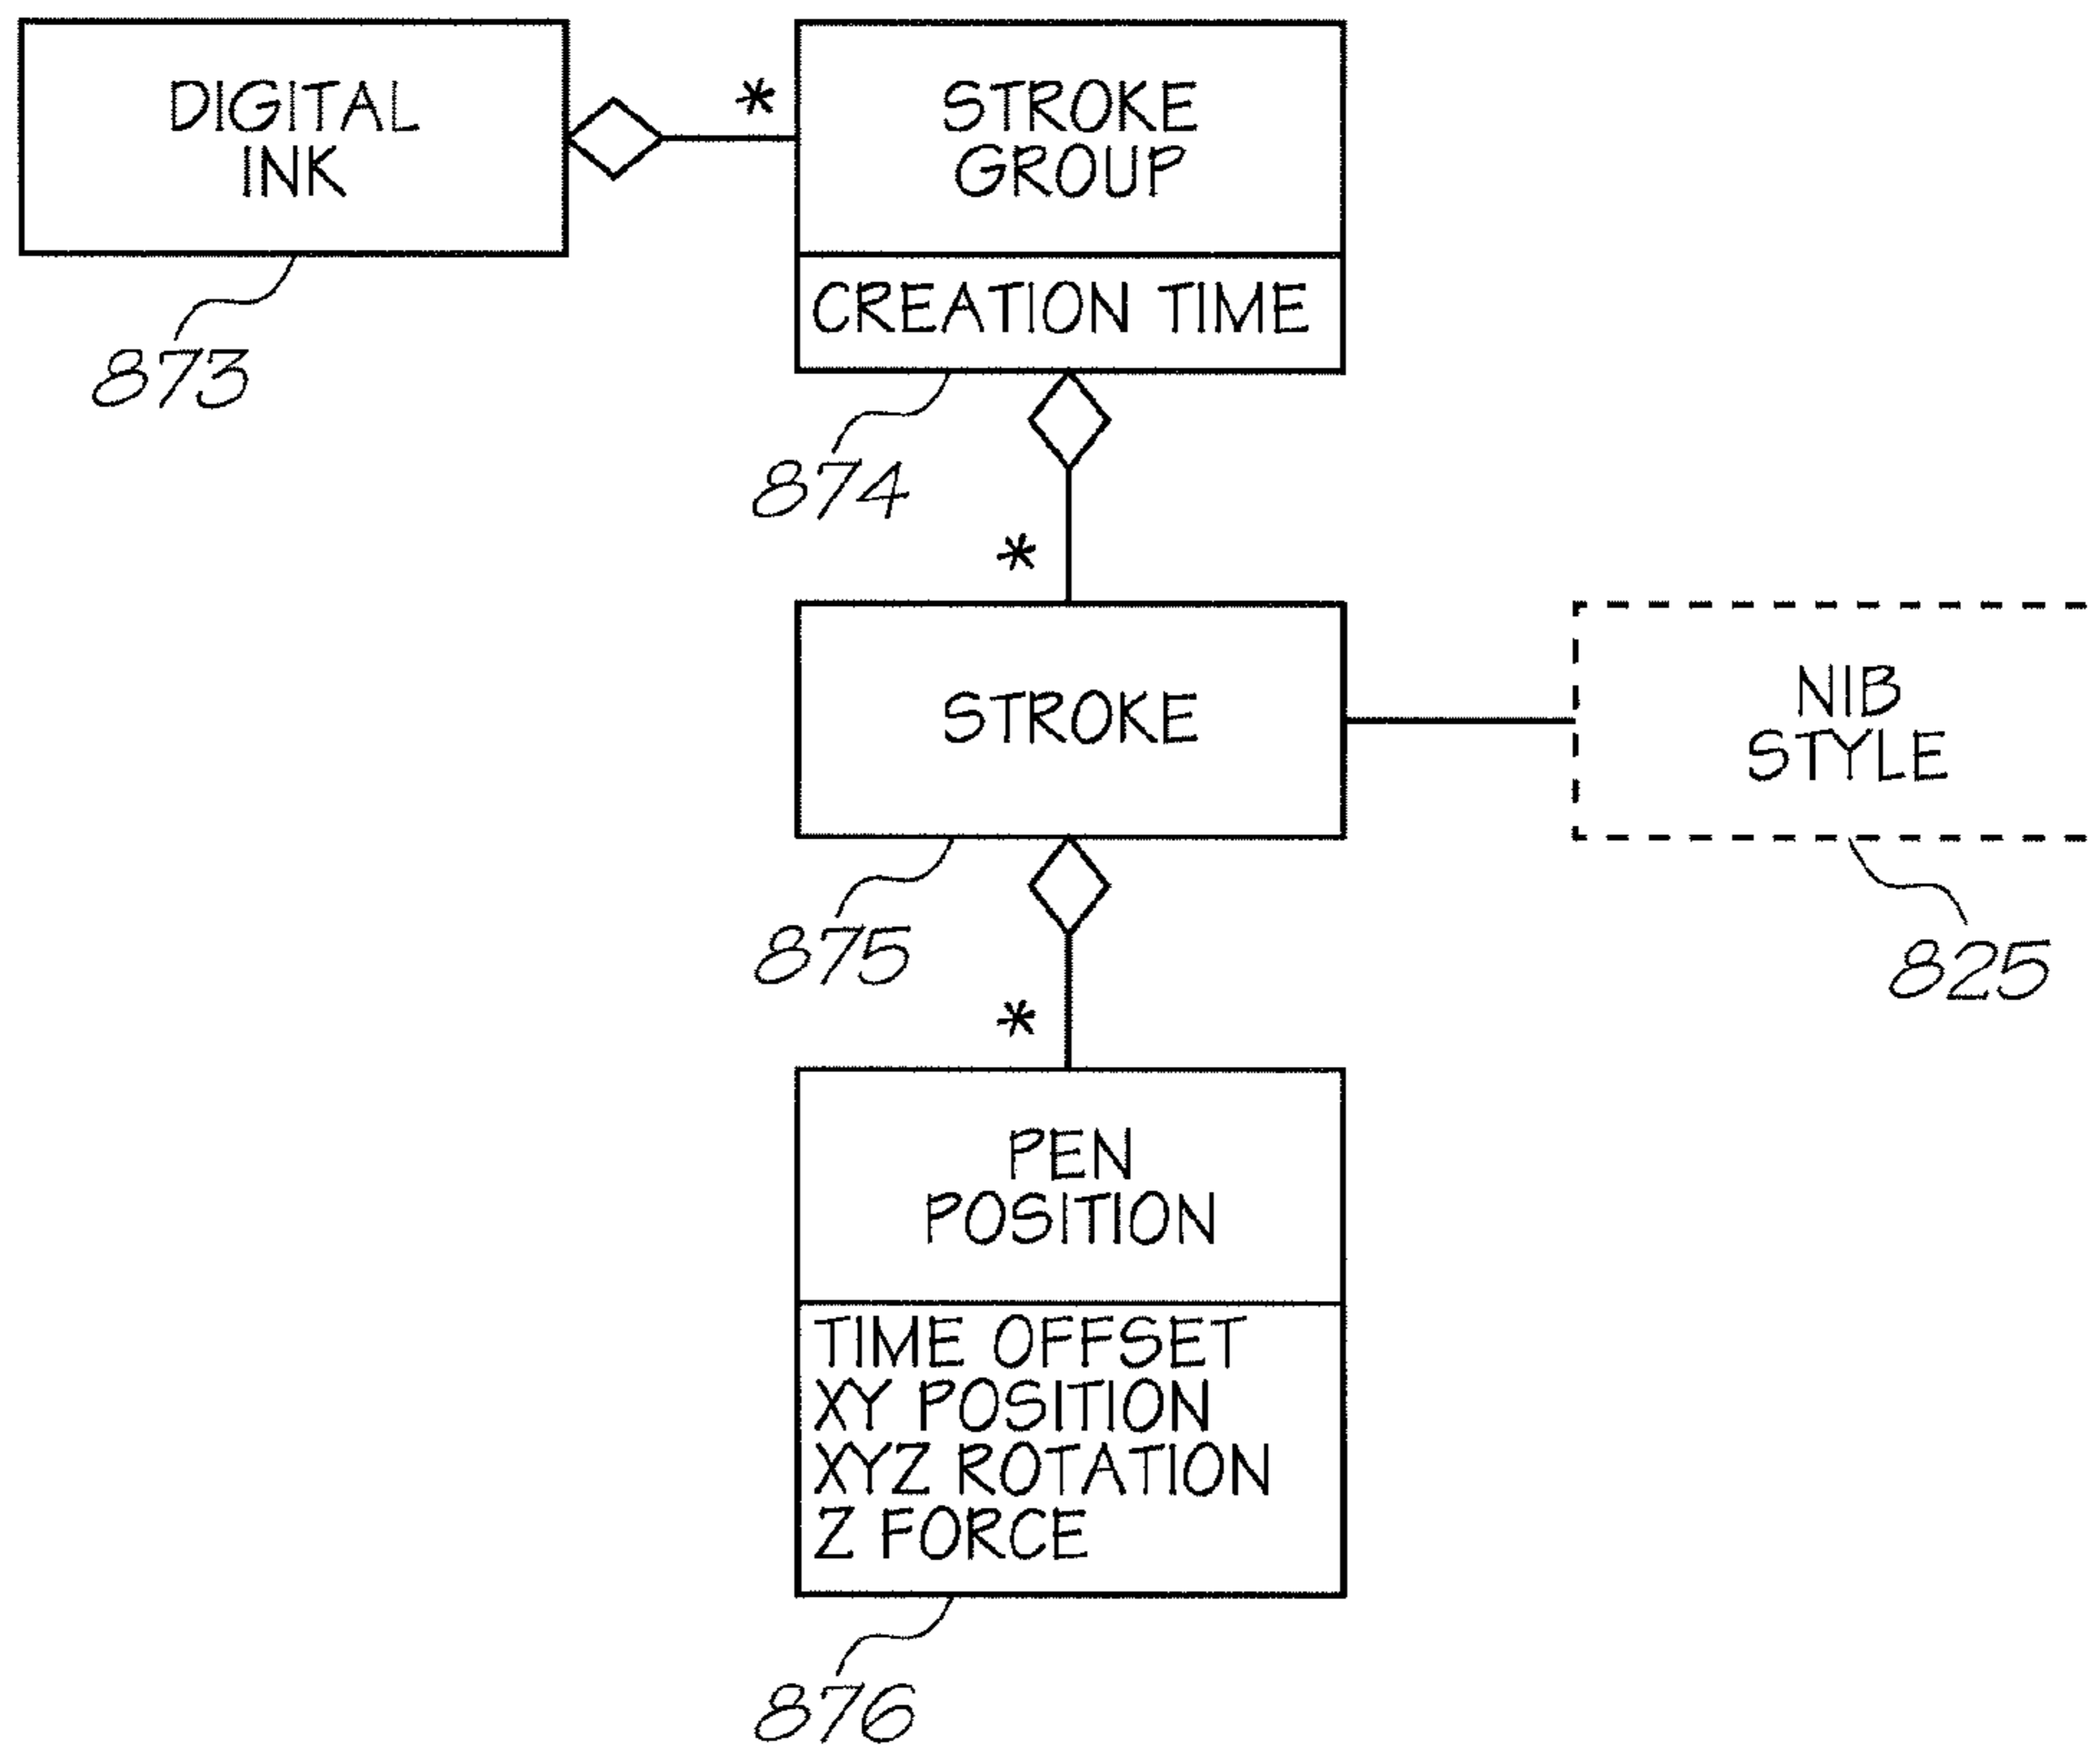 DIGITAL
INK
*
STROKE
GROUP
CREATION TIME
873
874
*
STROKE
NIB
STYLE
875
825
*
PEN
POSITION
TIME OFFSET
XY POSITION
XYZ ROTATION
Z FORCE
876